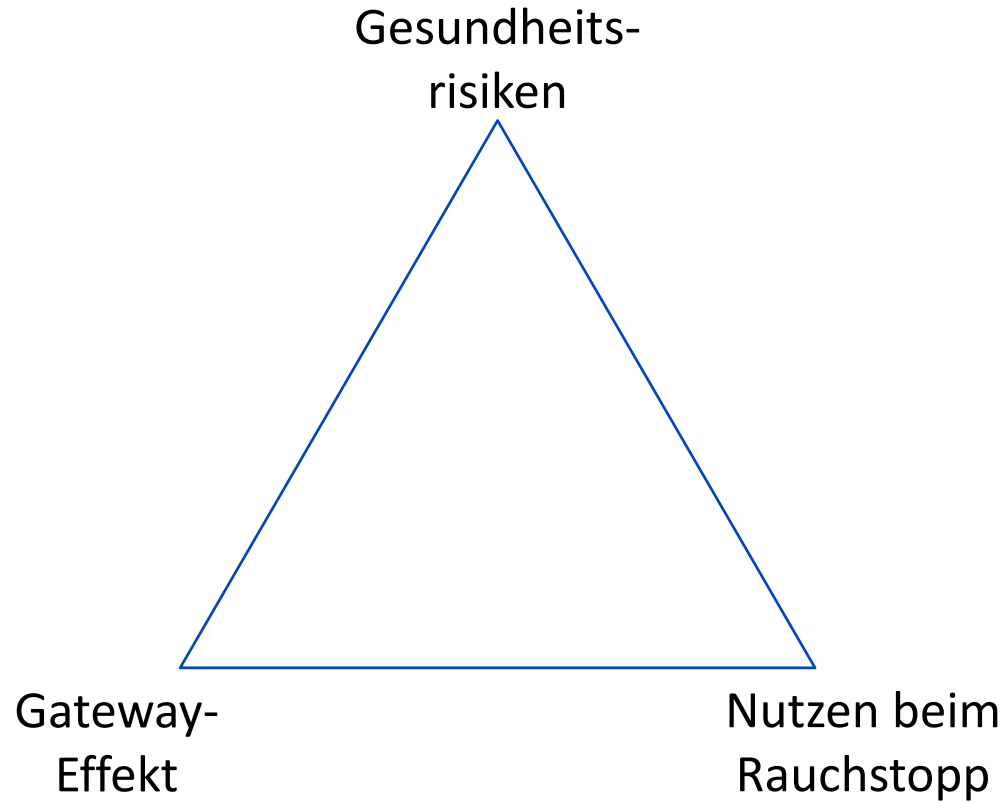 Gesundheits-
risiken
Gateway-
Effekt
Nutzen beim
Rauchstopp